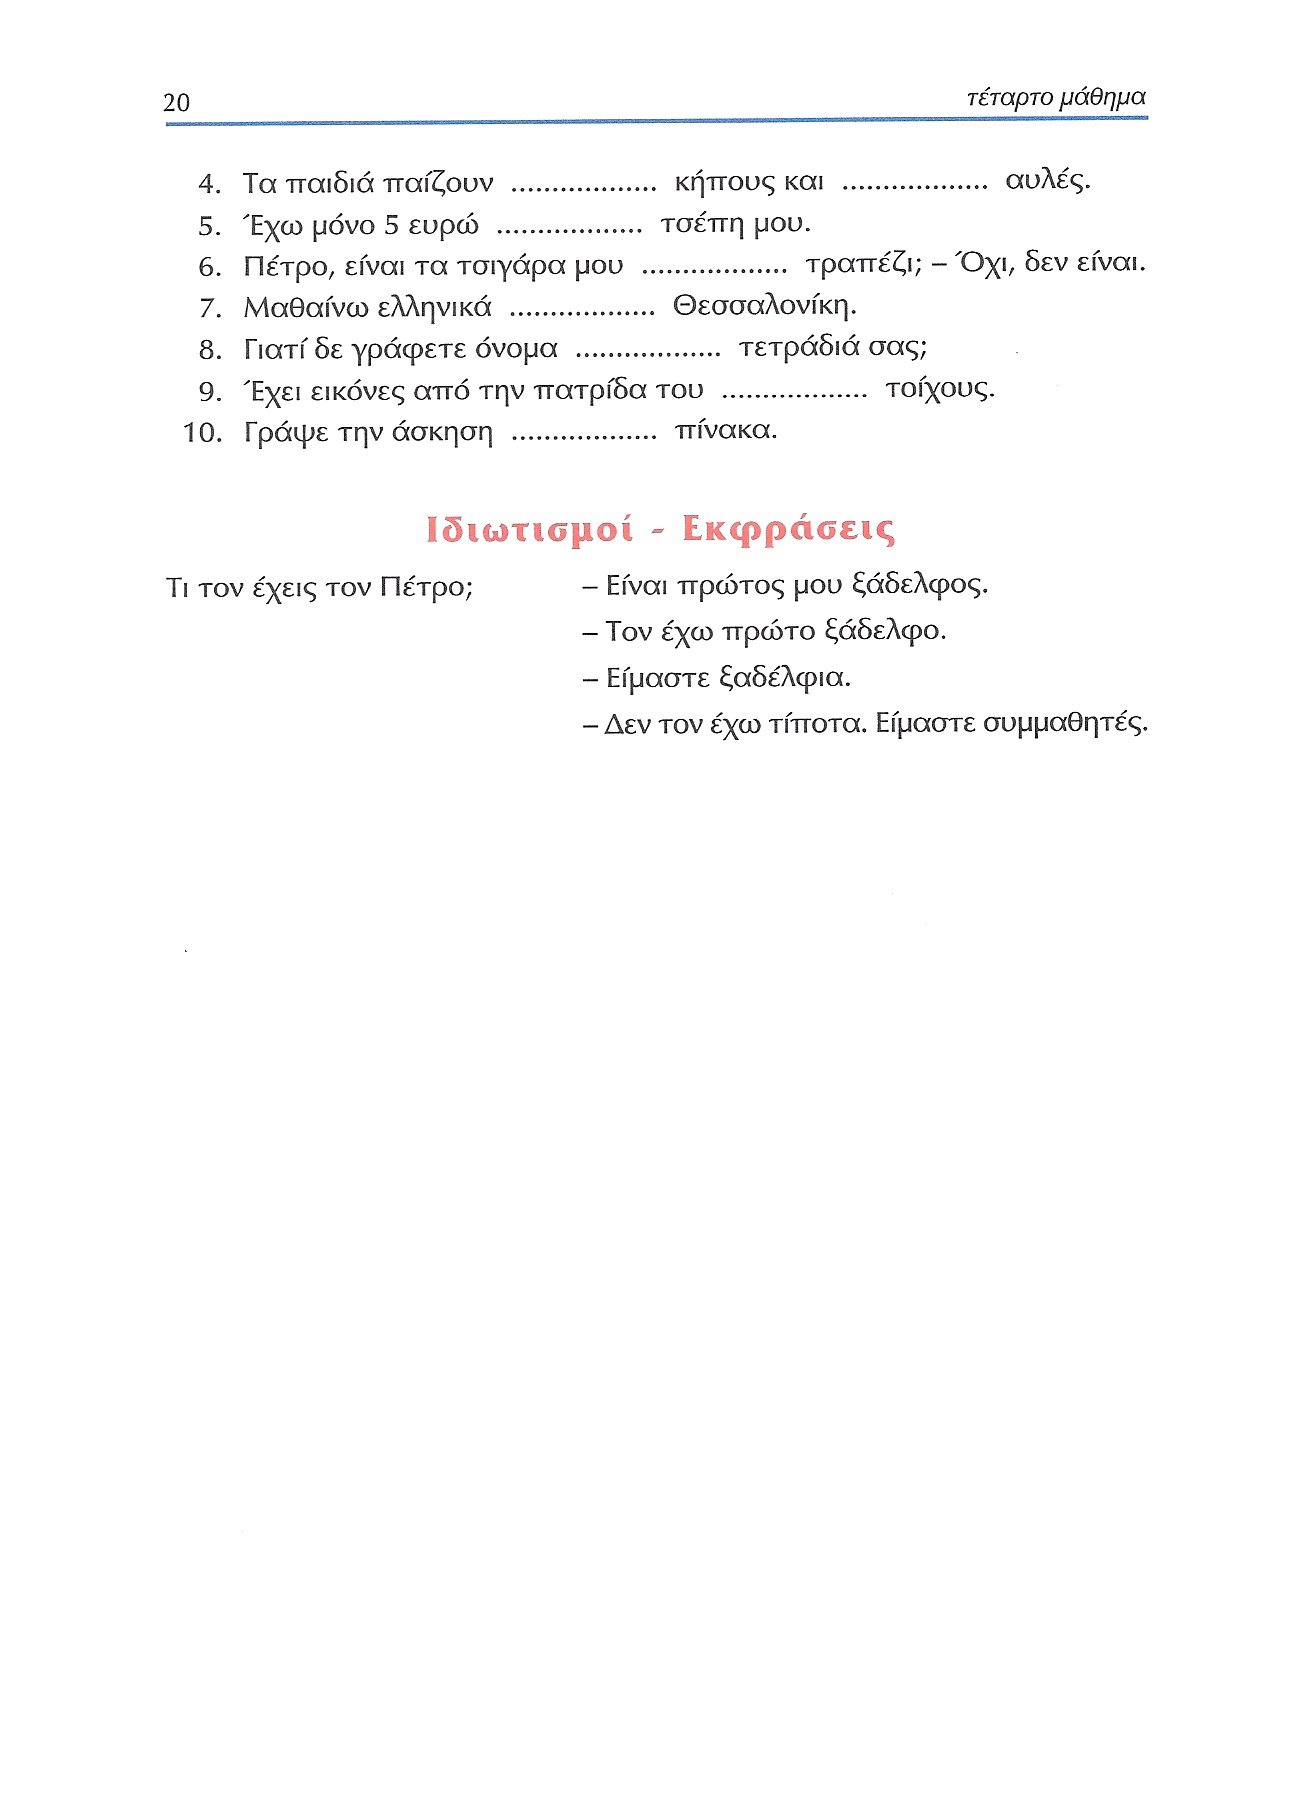 20 τέταρτο μάθημα
4. Τα παιδιά παίζουν .................. κήπους και .................. αυλές.
5. Έχω μόνο 5 ευρώ .................. τσέπη μου.
6. Πέτρο, είναι τα τσιγάρα μου .................. τραπέζι; – Όχι, δεν είναι.
7. Μαθαίνω ελληνικά .................. Θεσσαλονίκη.
8. Γιατί δε γράφετε όνομα .................. τετράδιά σας;
9. Έχει εικόνες από την πατρίδα του .................. τοίχους.
10. Γράψε την άσκηση .................. πίνακα.
Ιδιωτισμοί - Εκφράσεις
Τι τον έχεις τον Πέτρο; – Είναι πρώτος μου ξάδελφος.
– Τον έχω πρώτο ξάδελφο.
– Είμαστε ξαδέλφια.
– Δεν τον έχω τίποτα. Είμαστε συμμαθητές.